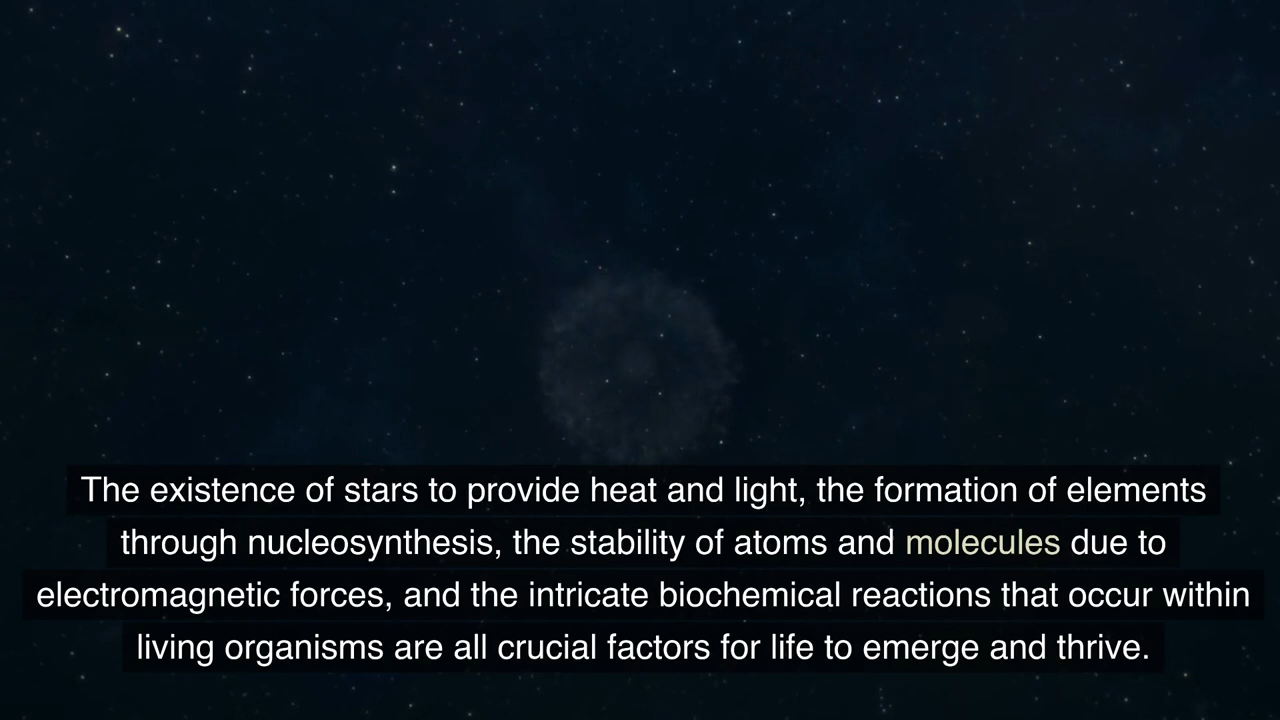 The existence of stars to provide heat and light, the formation of elements
through nucleosynthesis, the stability of atoms and molecules due to
electromagnetic forces, and the intricate biochemical reactions that occur within
living organisms are all crucial factors for life to emerge and thrive.